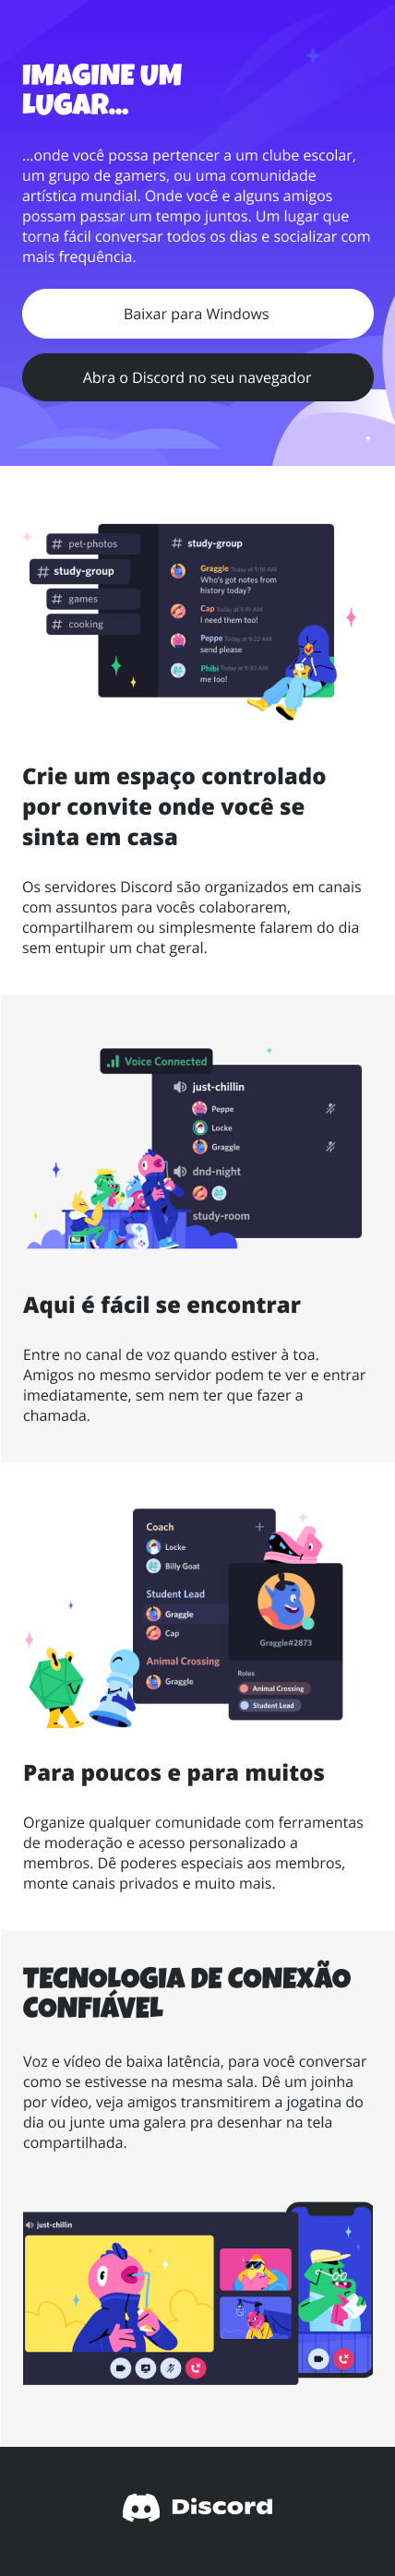 IMAGINE UM
LUGAR...
...onde você possa pertencer a um clube escolar,
um grupo de gamers, ou uma comunidade
artística mundial. Onde você e alguns amigos
possam passar um tempo juntos. Um lugar que
torna fácil conversar todos os dias e socializar com
mais frequência.
Baixar para Windows
Abra o Discord no seu navegador
# pet-photos
# study-group
# games
# cooking
# study-group
Graggle Today at 9:18 AM
Who's got notes from
history today?
Cap Today at 9:19 AM
I need them too!
Peppe Today at 9:22 AM
send please
Phibi Today at 9:30 AM
me too!
Crie um espaço controlado
por convite onde você se
sinta em casa
Os servidores Discord são organizados em canais
com assuntos para vocês colaborarem,
compartilharem ou simplesmente falarem do dia
sem entupir um chat geral.
Voice Connected
just-chillin
Peppe
Locke
Graggle
dnd-night
study-room
Aqui é fácil se encontrar
Entre no canal de voz quando estiver à toa.
Amigos no mesmo servidor podem te ver e entrar
imediatamente, sem nem ter que fazer a
chamada.
Coach +
Locke
Billy Goat
Student Lead
Graggle
Cap
Animal Crossing
Graggle
Graggle#2873
Roles
Animal Crossing
Student Lead
Para poucos e para muitos
Organize qualquer comunidade com ferramentas
de moderação e acesso personalizado a
membros. Dê poderes especiais aos membros,
monte canais privados e muito mais.
TECNOLOGIA DE CONEXÃO
CONFIÁVEL
Voz e vídeo de baixa latência, para você conversar
como se estivesse na mesma sala. Dê um joinha
por vídeo, veja amigos transmitirem a jogatina do
dia ou junte uma galera pra desenhar na tela
compartilhada.
just-chillin
Discord